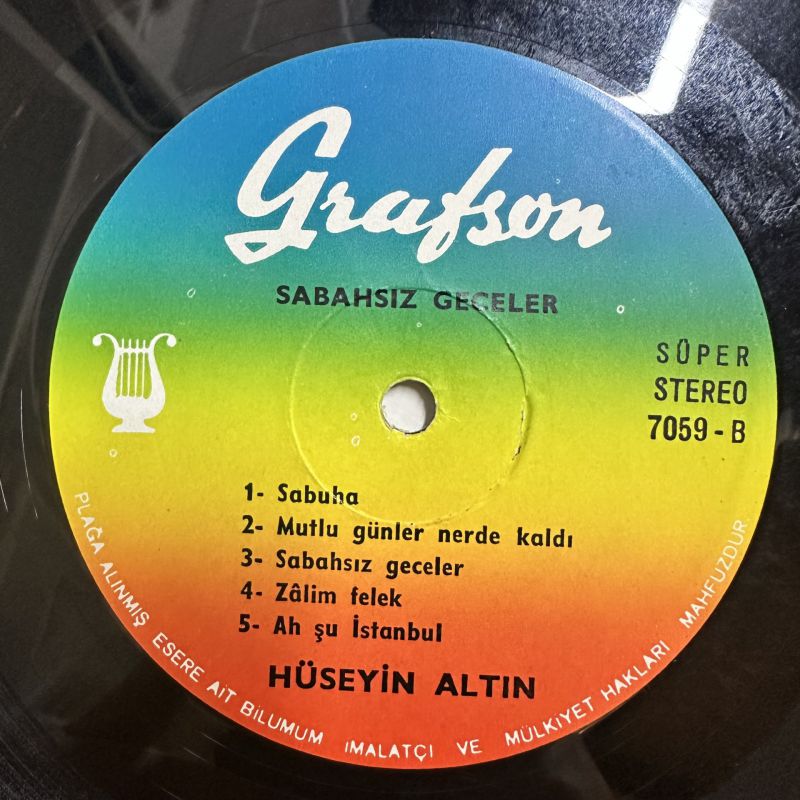 Grafson
SABAHSIZ GECELER
SÜPER
STEREO
7059 - B
1- Sabuha
2- Mutlu günler nerde kaldı
3- Sabahsız geceler
4- Zâlim felek
5- Ah şu İstanbul
HÜSEYİN ALTIN
PLAĞA ALINMIŞ ESERE AİT BİLUMUM İMALATÇI VE MÜLKİYET HAKLARI MAHFUZDUR